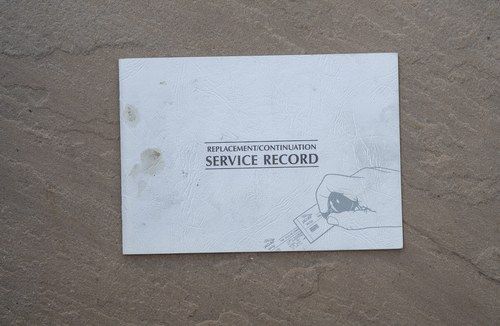 REPLACEMENT/CONTINUATION
SERVICE RECORD